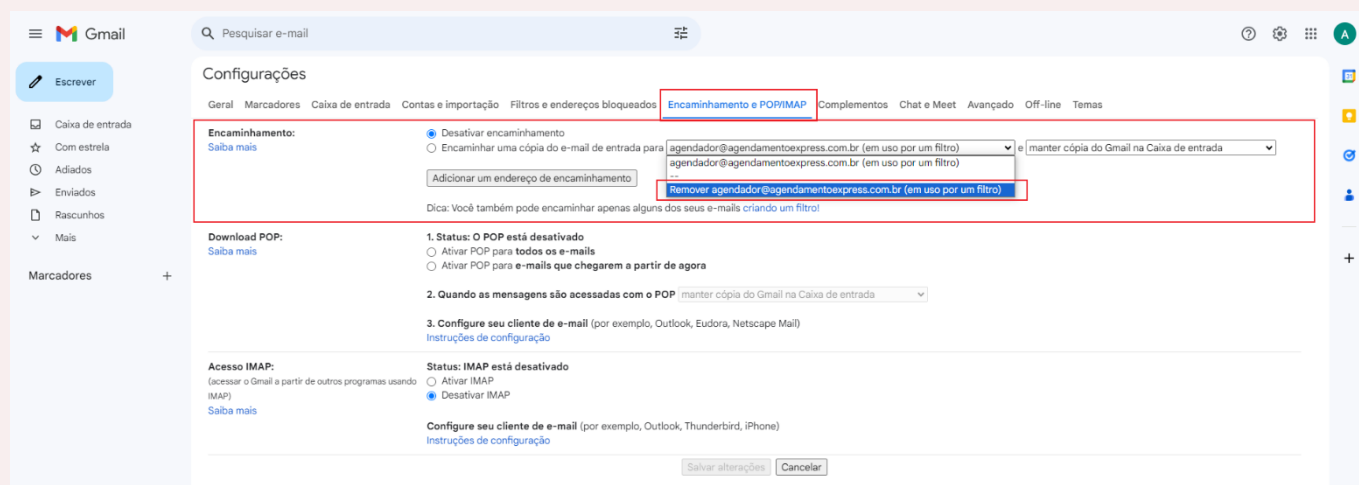 Gmail
Pesquisar e-mail
A
Escrever
Caixa de entrada
Com estrela
Adiados
Enviados
Rascunhos
Mais
Marcadores
Configurações
Geral Marcadores Caixa de entrada Contas e importação Filtros e endereços bloqueados Encaminhamento e POP/IMAP Complementos Chat e Meet Avançado Off-line Temas
Encaminhamento:
Saiba mais
Desativar encaminhamento
Encaminhar uma cópia do e-mail de entrada para agendador@agendamentoexpress.com.br (em uso por um filtro) e manter cópia do Gmail na Caixa de entrada
agendador@agendamentoexpress.com.br (em uso por um filtro)
--
Remover agendador@agendamentoexpress.com.br (em uso por um filtro)
Adicionar um endereço de encaminhamento
Dica: Você também pode encaminhar apenas alguns dos seus e-mails criando um filtro!
Download POP:
Saiba mais
1. Status: O POP está desativado
Ativar POP para todos os e-mails
Ativar POP para e-mails que chegarem a partir de agora
2. Quando as mensagens são acessadas com o POP manter cópia do Gmail na Caixa de entrada
3. Configure seu cliente de e-mail (por exemplo, Outlook, Eudora, Netscape Mail)
Instruções de configuração
Acesso IMAP:
(acessar o Gmail a partir de outros programas usando
IMAP)
Saiba mais
Status: IMAP está desativado
Ativar IMAP
Desativar IMAP
Configure seu cliente de e-mail (por exemplo, Outlook, Thunderbird, iPhone)
Instruções de configuração
Salvar alterações Cancelar